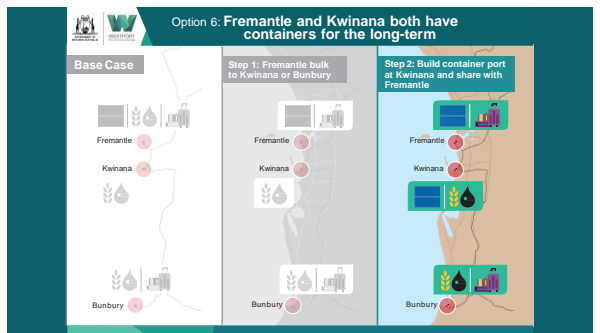 Option 6: Fremantle and Kwinana both have
containers for the long-term
WESTPORT
Base Case
Fremantle
Kwinana
Bunbury
Step 1: Fremantle bulk
to Kwinana or Bunbury
Fremantle
Kwinana
Bunbury
Step 2: Build container port
at Kwinana and share with
Fremantle
Fremantle
Kwinana
Bunbury